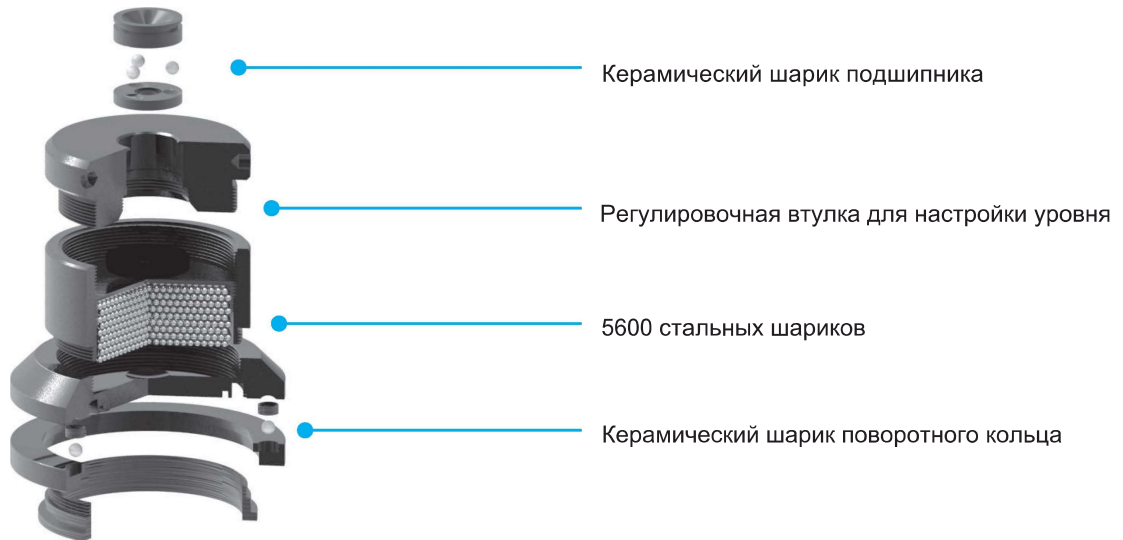 Керамический шарик подшипника
Регулировочная втулка для настройки уровня
5600 стальных шариков
Керамический шарик поворотного кольца